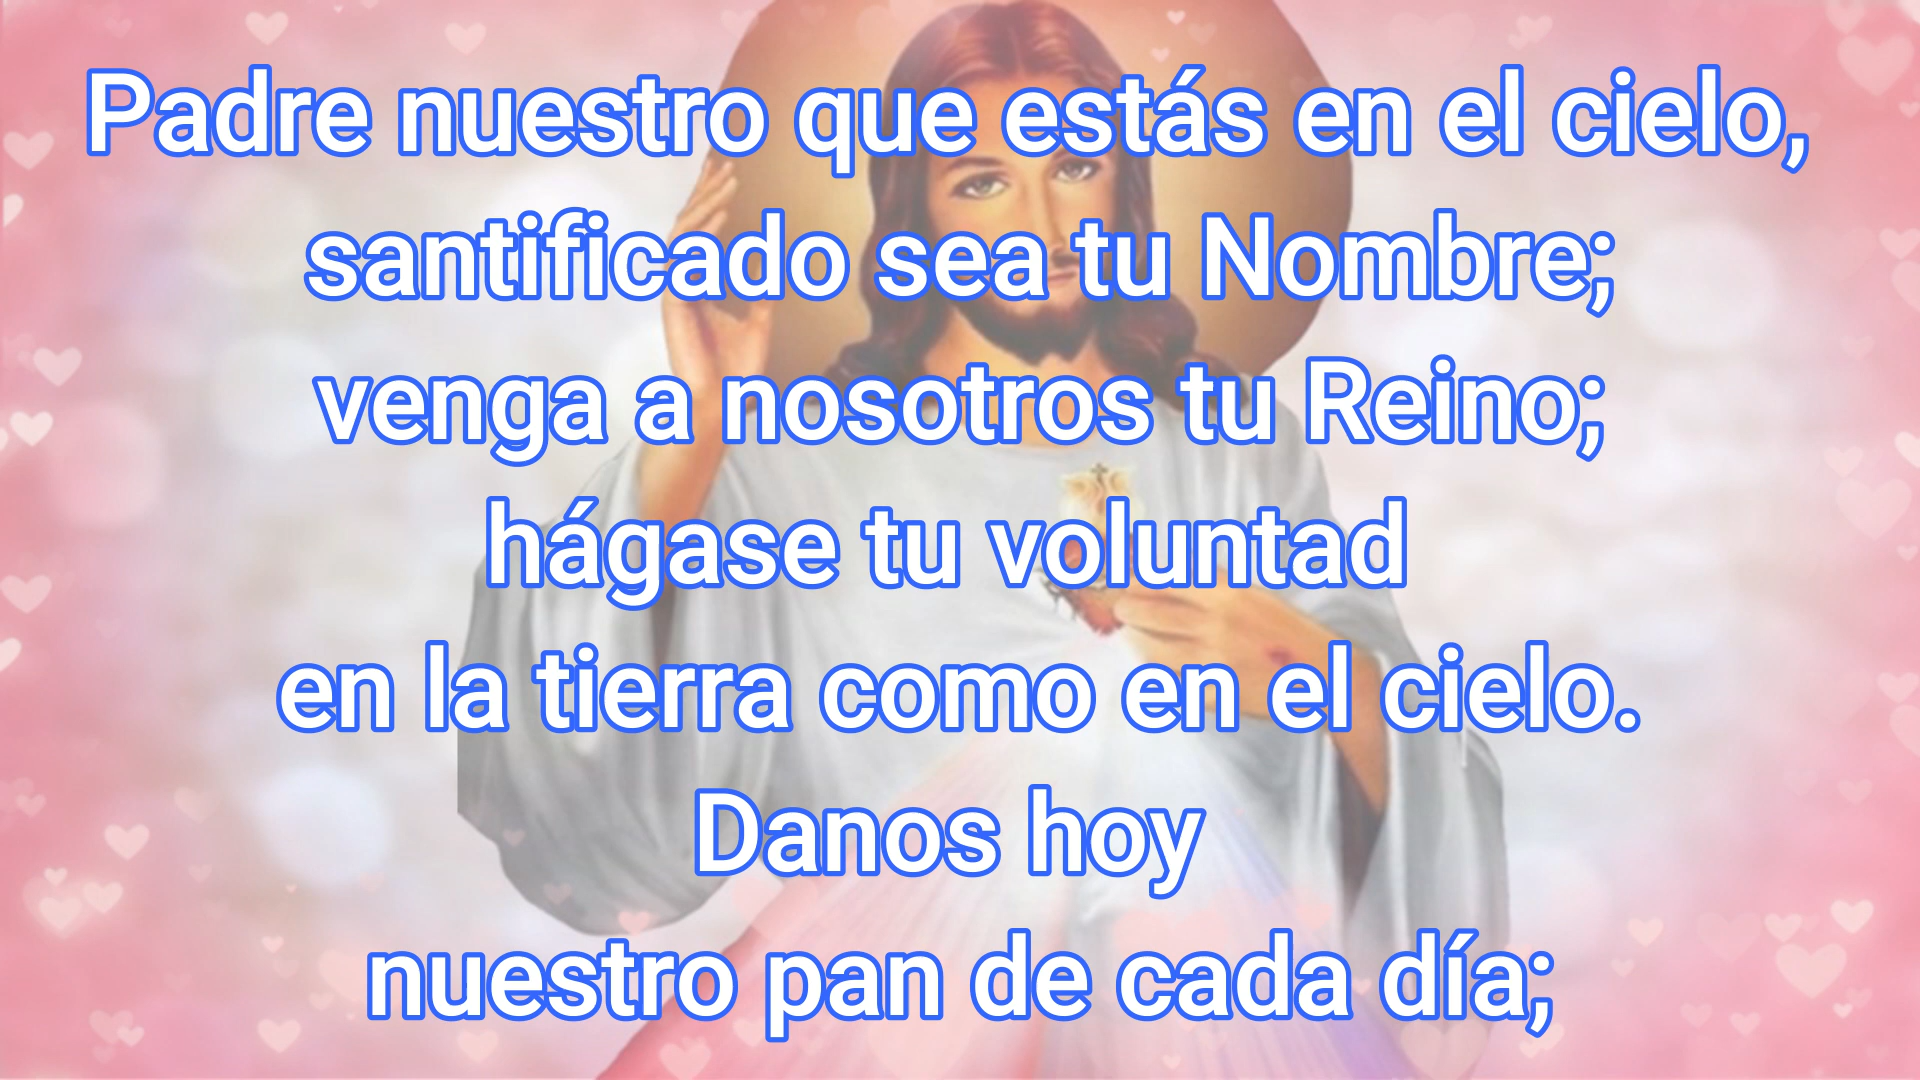 Padre nuestro que estás en el cielo,
santificado sea tu Nombre;
venga a nosotros tu Reino;
hágase tu voluntad
en la tierra como en el cielo.
Danos hoy
nuestro pan de cada día;